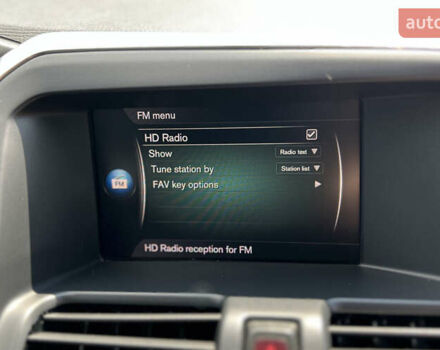 auto
FM menu
HD Radio
Show Radio text
Tune station by Station list
FAV key options
FM
HD Radio reception for FM